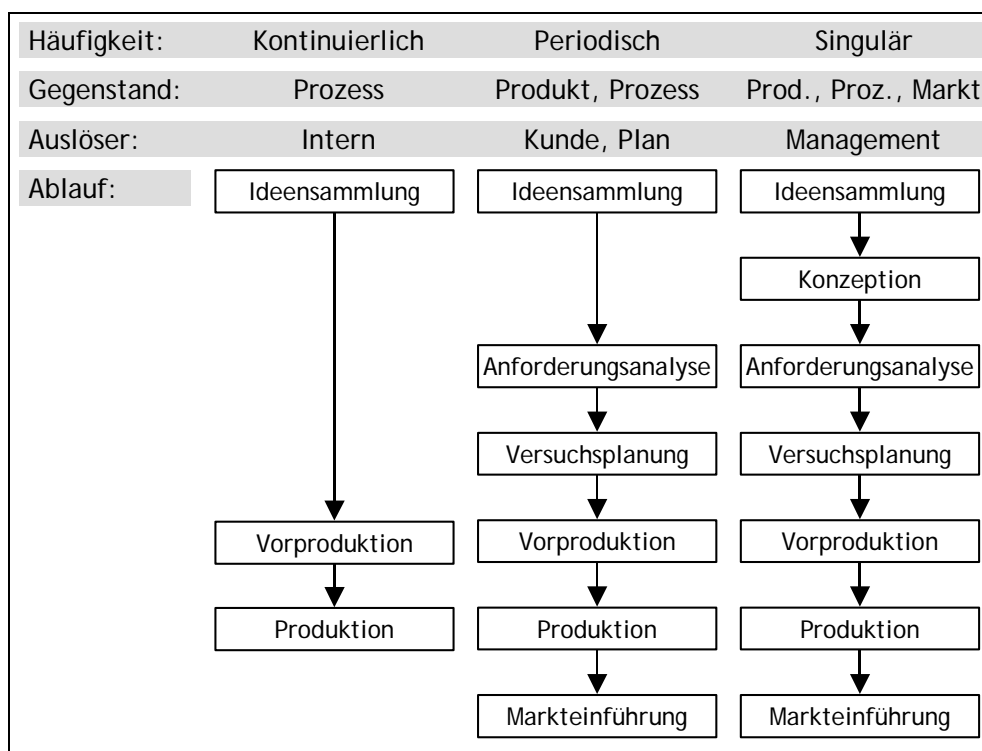 Häufigkeit: Kontinuierlich Periodisch Singulär
Gegenstand: Prozess Produkt, Prozess Prod., Proz., Markt
Auslöser: Intern Kunde, Plan Management
Ablauf: Ideensammlung Ideensammlung Ideensammlung
Konzeption
Anforderungsanalyse Anforderungsanalyse
Versuchsplanung Versuchsplanung
Vorproduktion Vorproduktion Vorproduktion
Produktion Produktion Produktion
Markteinführung Markteinführung